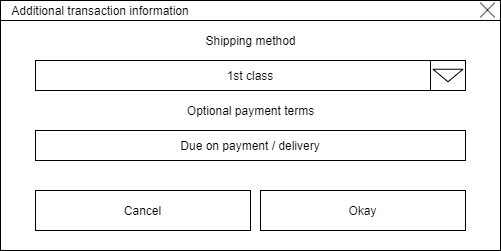 Additional transaction information
Shipping method
1st class
Optional payment terms
Due on payment / delivery
Cancel
Okay